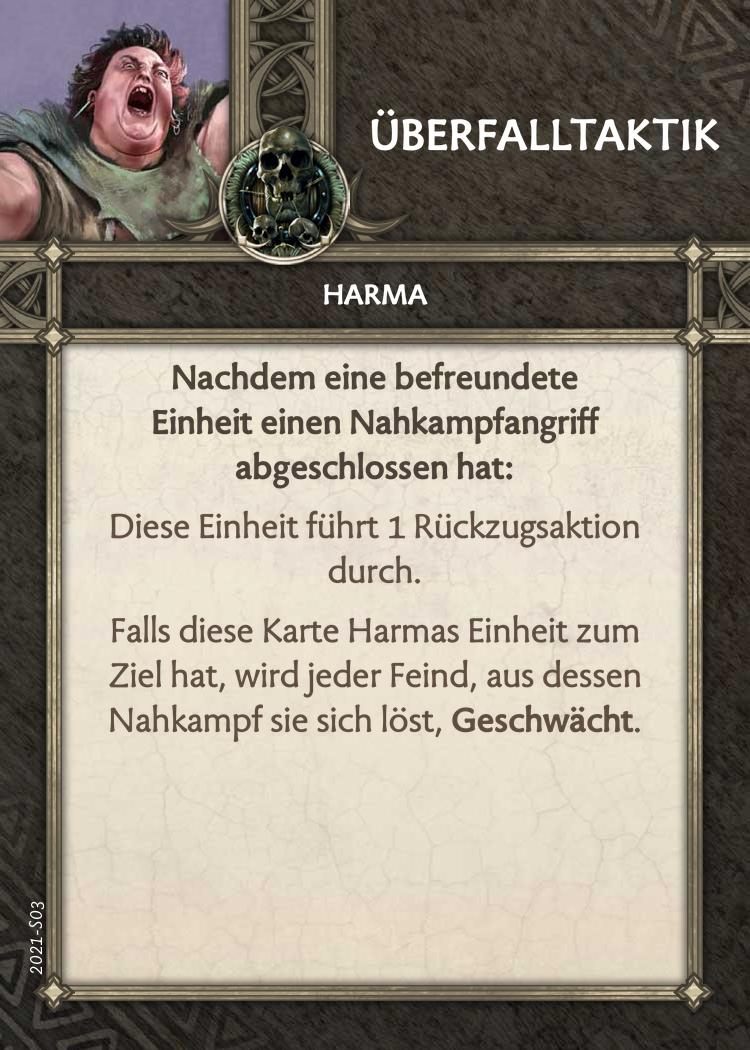 ÜBERFALLTAKTIK
HARMA
Nachdem eine befreundete
Einheit einen Nahkampfangriff
abgeschlossen hat:
Diese Einheit führt 1 Rückzugsaktion
durch.
Falls diese Karte Harmas Einheit zum
Ziel hat, wird jeder Feind, aus dessen
Nahkampf sie sich löst, Geschwächt.
2021-S03